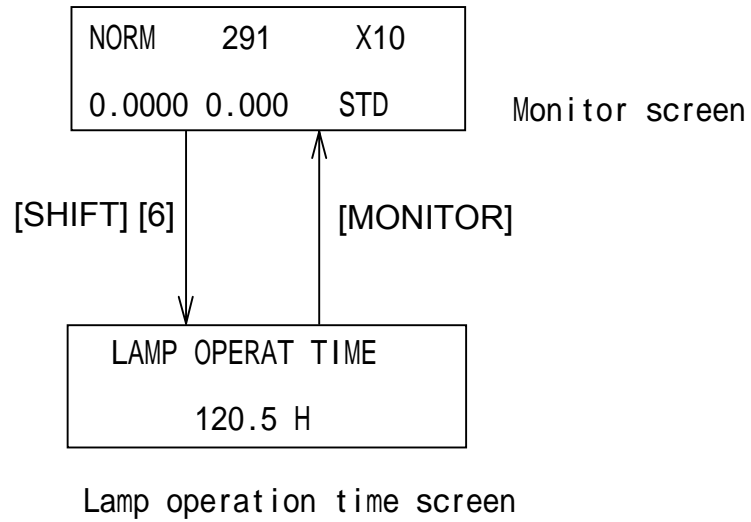 NORM 291 X10
0.0000 0.000 STD
Monitor screen
[SHIFT] [6]
[MONITOR]
LAMP OPERAT TIME
120.5 H
Lamp operation time screen